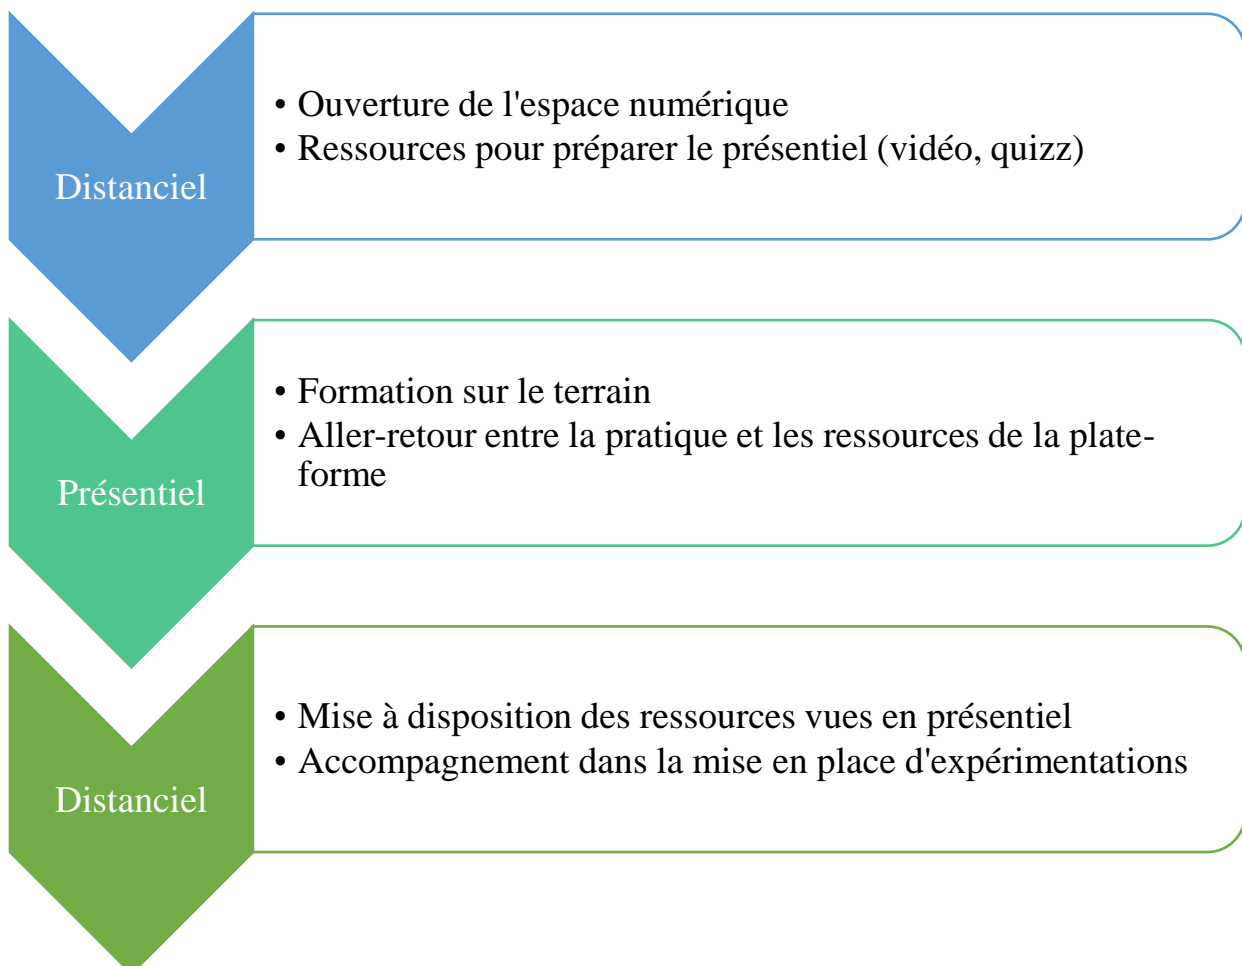 Distanciel
• Ouverture de l'espace numérique
• Ressources pour préparer le présentiel (vidéo, quizz)
Présentiel
• Formation sur le terrain
• Aller-retour entre la pratique et les ressources de la plate-
forme
Distanciel
• Mise à disposition des ressources vues en présentiel
• Accompagnement dans la mise en place d'expérimentations